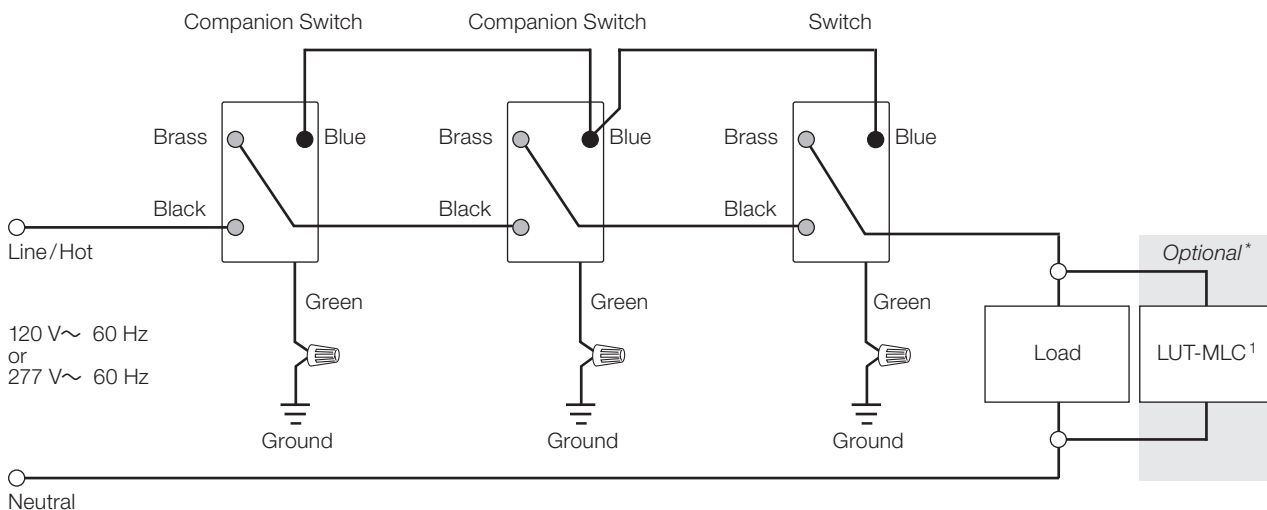 Companion Switch
Companion Switch
Switch
Brass
Blue
Brass
Blue
Brass
Blue
Black
Black
Black
Line/Hot
Optional*
Green
Green
Green
120 V～ 60 Hz
or
277 V～ 60 Hz
Load
LUT-MLC¹
Ground
Ground
Ground
Neutral